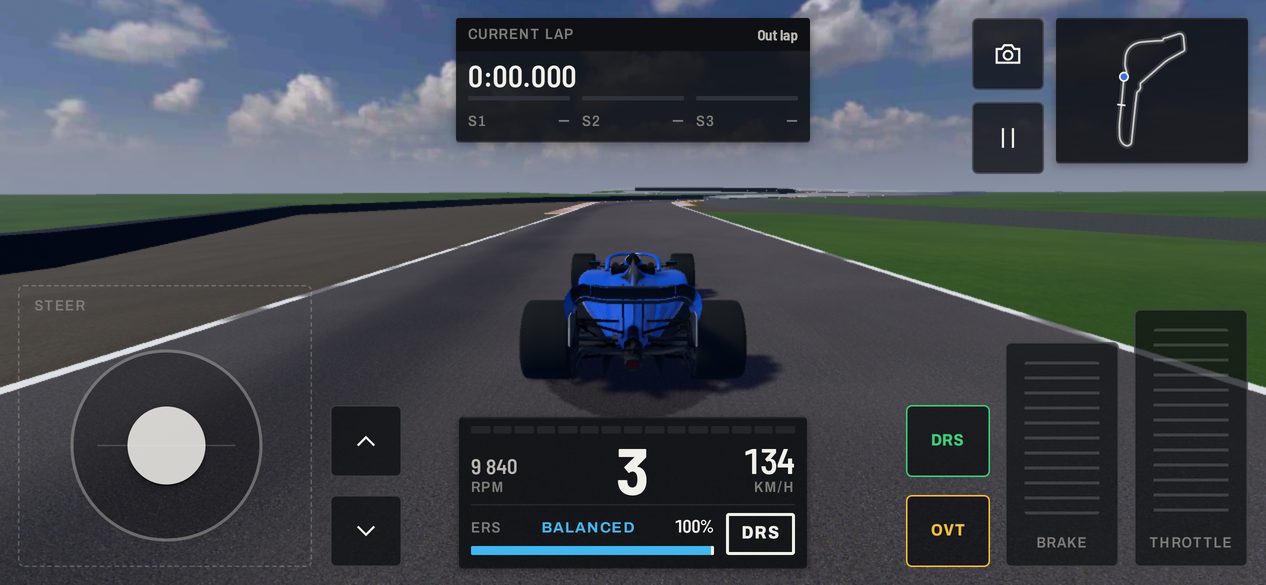 CURRENT LAP Out lap
0:00.000
S1 – S2 – S3 –
STEER
9 840
RPM
3
134
KM/H
ERS BALANCED 100% DRS
DRS
OVT
BRAKE
THROTTLE